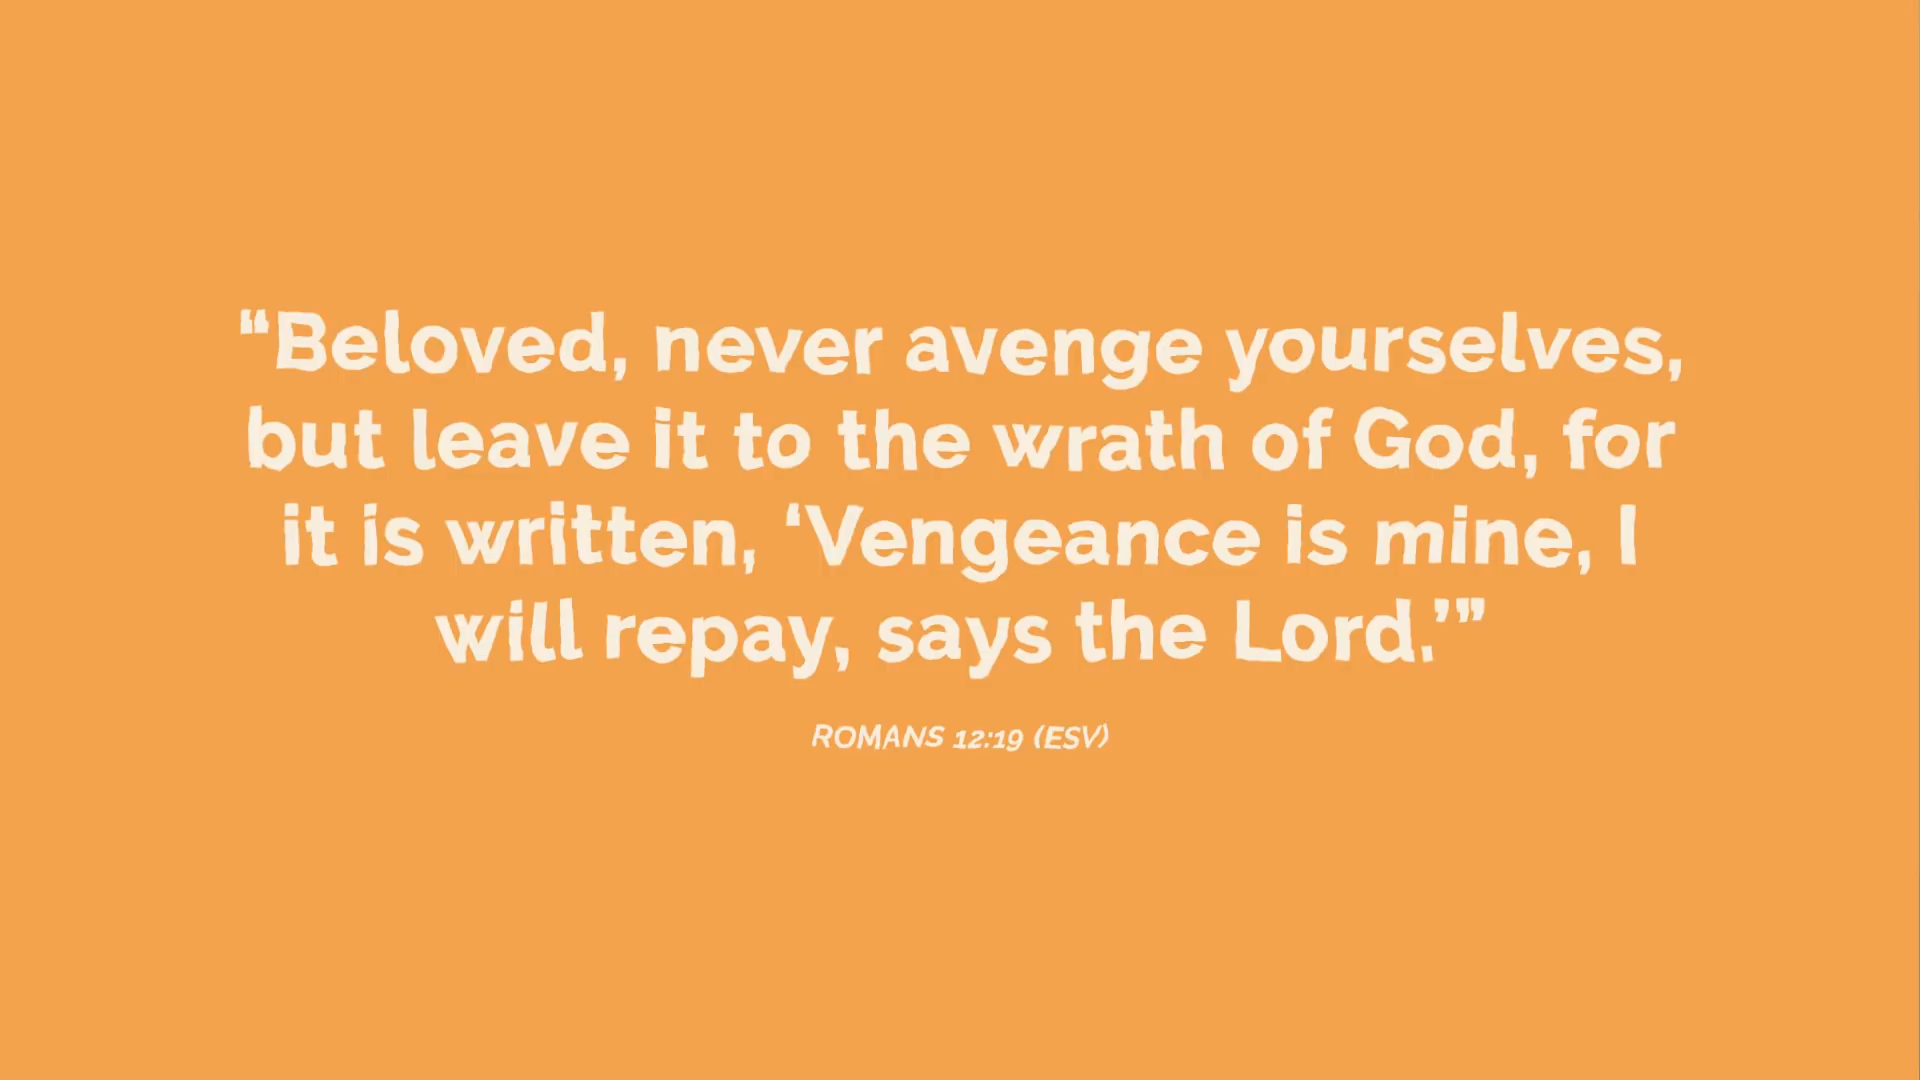 “Beloved, never avenge yourselves,
but leave it to the wrath of God, for
it is written, ‘Vengeance is mine, I
will repay, says the Lord.’”
ROMANS 12:19 (ESV)